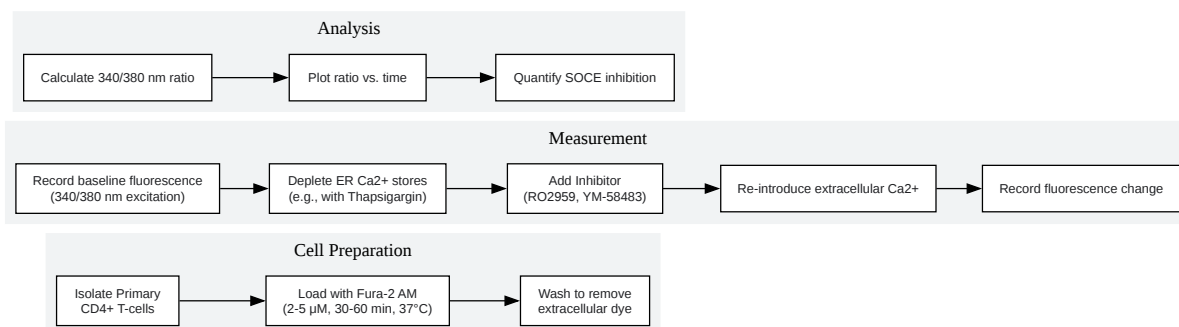 Analysis
Calculate 340/380 nm ratio
Plot ratio vs. time
Quantify SOCE inhibition
Measurement
Record baseline fluorescence
(340/380 nm excitation)
Deplete ER Ca2+ stores
(e.g., with Thapsigargin)
Add Inhibitor
(RO2959, YM-58483)
Re-introduce extracellular Ca2+
Record fluorescence change
Cell Preparation
Isolate Primary
CD4+ T-cells
Load with Fura-2 AM
(2-5 μM, 30-60 min, 37°C)
Wash to remove
extracellular dye